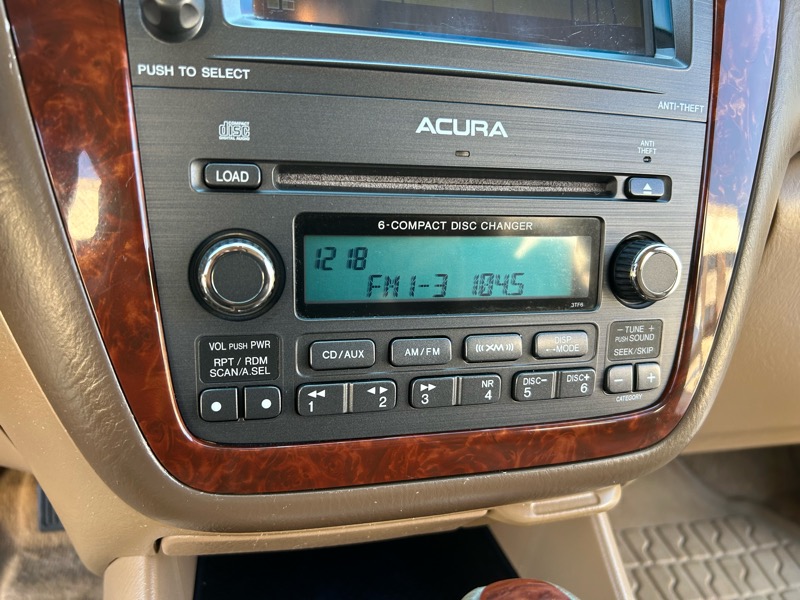 PUSH TO SELECT
ANTI-THEFT
COMPACT
disc
DIGITAL AUDIO
ACURA
ANTI
THEFT
LOAD
6-COMPACT DISC CHANGER
12 18
FM1-3 104.5
3TF6
VOL PUSH PWR
RPT / RDM
SCAN/A.SEL
CD/AUX
AM/FM
XM
DISP
MODE
− TUNE +
PUSH SOUND
SEEK/SKIP
1
2
3
NR
4
DISC−
5
DISC+
6
− +
CATEGORY